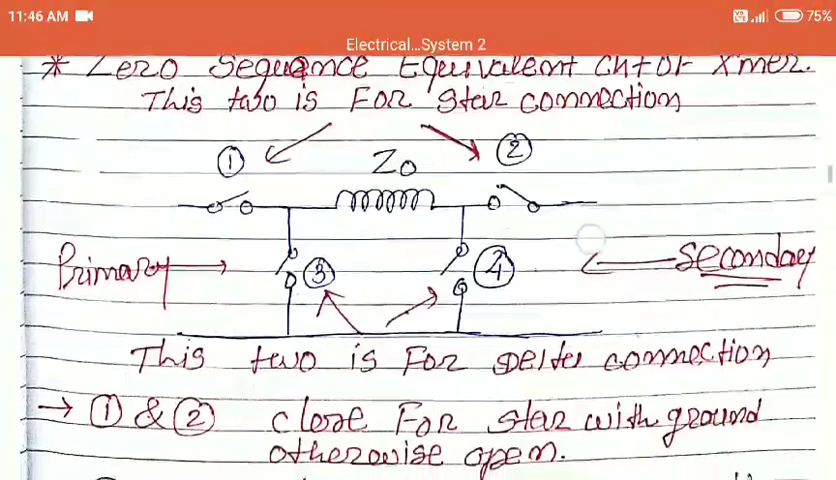 11:46 AM
75%
Electrical...System 2
* Zero Sequence Equivalent Ckt of X'mer.
This two is For Star connection
① Z0 ②
Primary → ③ ④ ← Secondary
This two is For Delta connection
→ ① & ② close For star with ground
otherwise open.